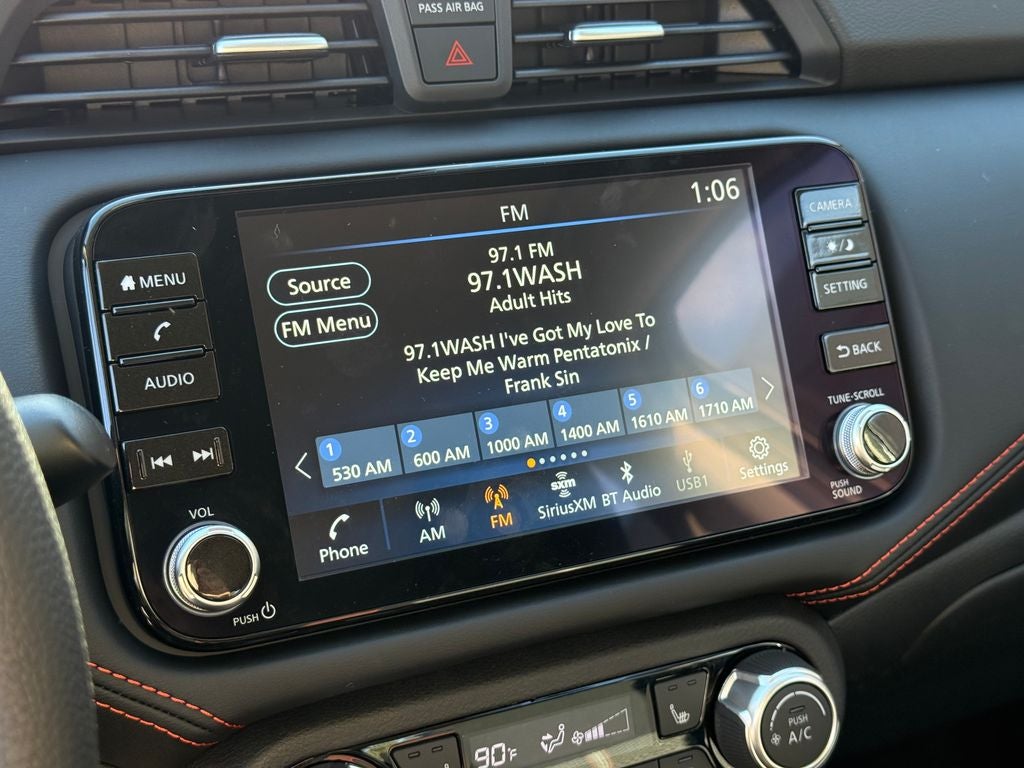 PASS AIR BAG
FM
1:06
97.1 FM
97.1WASH
Adult Hits
Source
FM Menu
97.1WASH I've Got My Love To
Keep Me Warm Pentatonix /
Frank Sin
1
530 AM
2
600 AM
3
1000 AM
4
1400 AM
5
1610 AM
6
1710 AM
Phone
AM
FM
sxm
SiriusXM
BT Audio
USB1
Settings
MENU
AUDIO
VOL
PUSH
CAMERA
SETTING
BACK
TUNE·SCROLL
PUSH
SOUND
90°F
PUSH
A/C